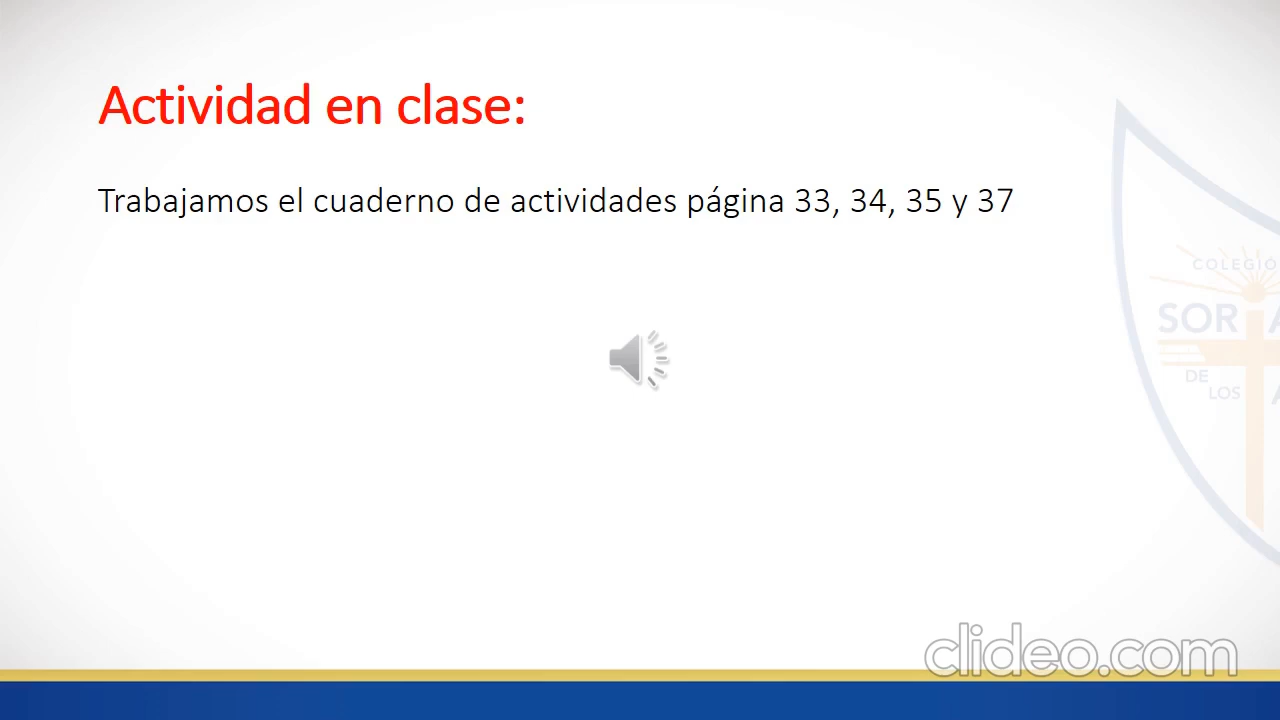 Actividad en clase:
Trabajamos el cuaderno de actividades página 33, 34, 35 y 37
COLEGIO
SOR
DE
LOS
clideo.com